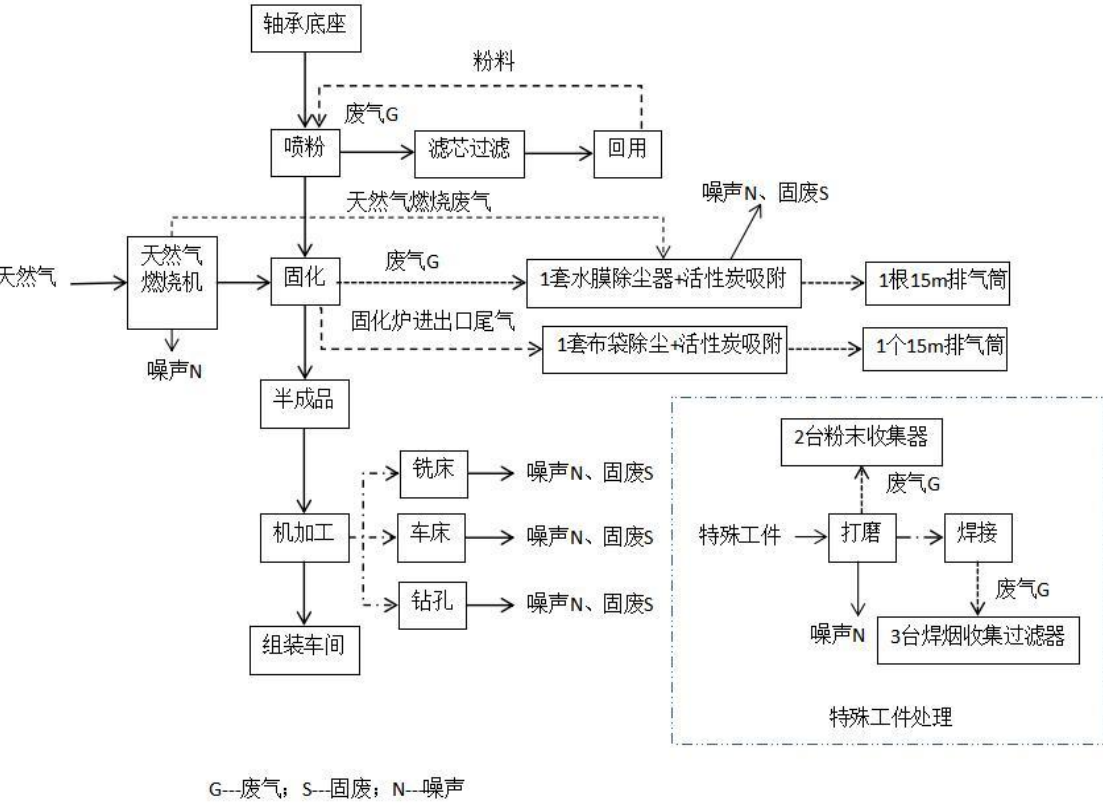 轴承底座
粉料
废气G
喷粉
滤芯过滤
回用
天然气燃烧废气
噪声N、固废S
天然气
天然气
燃烧机
固化
废气G
1套水膜除尘器+活性炭吸附
1根15m排气筒
固化炉进出口尾气
1套布袋除尘+活性炭吸附
1个15m排气筒
噪声N
半成品
铣床
噪声N、固废S
机加工
车床
噪声N、固废S
钻孔
噪声N、固废S
组装车间
2台粉末收集器
废气G
特殊工件
打磨
焊接
废气G
噪声N
3台焊烟收集过滤器
特殊工件处理
G---废气；S---固废；N---噪声